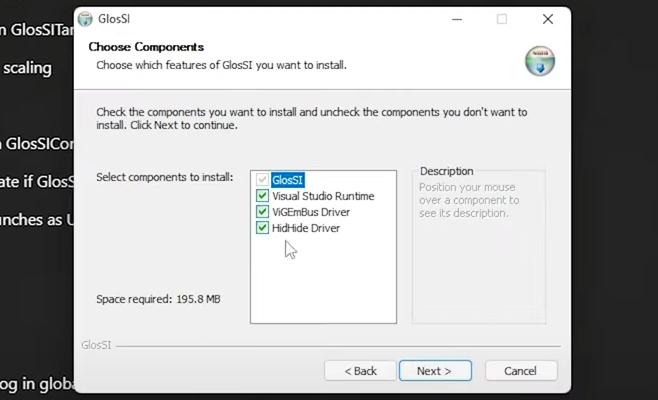 GlosSI
n GlosSITar
Choose Components
Choose which features of GlosSI you want to install.
scaling
Check the components you want to install and uncheck the components you don't want to
install. Click Next to continue.
n GlosSICor
Select components to install:
GlosSI
Visual Studio Runtime
ViGEmBus Driver
HidHide Driver
Description
Position your mouse
over a component to
see its description.
ate if GlosS
unches as U
Space required: 195.8 MB
GlosSI
< Back
Next >
Cancel
og in globa